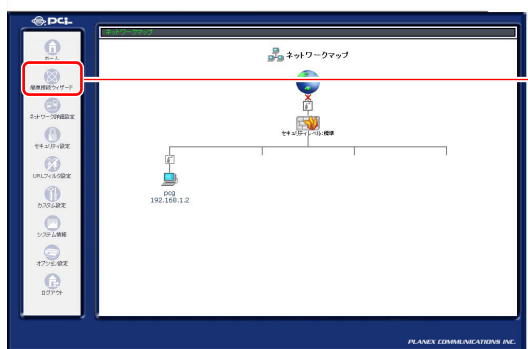 PCI
ネットワークマップ
ネットワークマップ
ホーム
簡単接続ウィザード
ネットワーク詳細設定
セキュリティ設定
URLフィルタ設定
カスタム設定
システム情報
オプション設定
ログアウト
セキュリティレベル:標準
pcg
192.168.1.2
PLANEX COMMUNICATIONS INC.